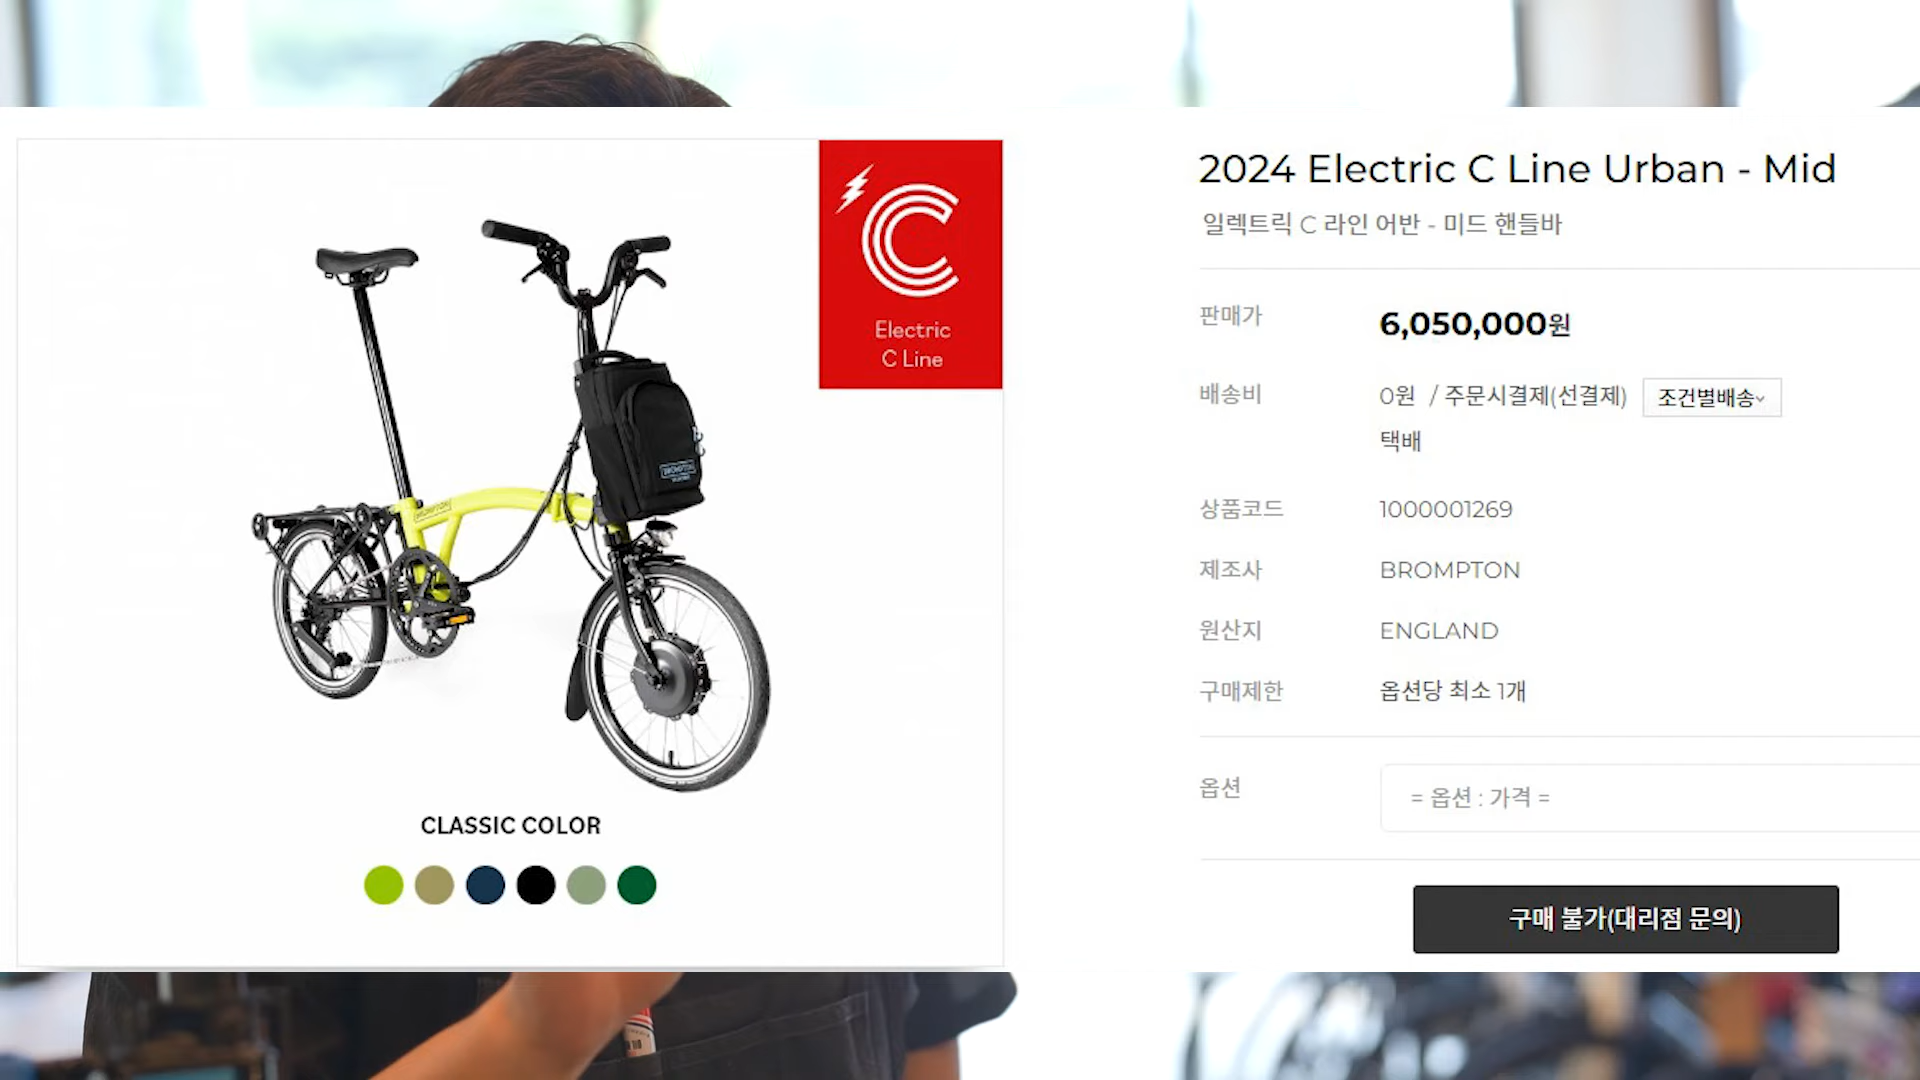 C
Electric
C Line
BROMPTON
BROMPTON
CLASSIC COLOR
2024 Electric C Line Urban - Mid
일렉트릭 C 라인 어반 - 미드 핸들바
판매가 6,050,000원
배송비 0원 / 주문시결제(선결제) 조건별배송
택배
상품코드 1000001269
제조사 BROMPTON
원산지 ENGLAND
구매제한 옵션당 최소 1개
옵션 = 옵션 : 가격 =
구매 불가(대리점 문의)